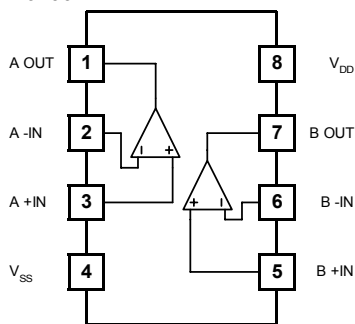 A OUT 1 8 V_DD
A -IN 2 7 B OUT
- + 
A +IN 3 + - 6 B -IN
V_SS 4 5 B +IN